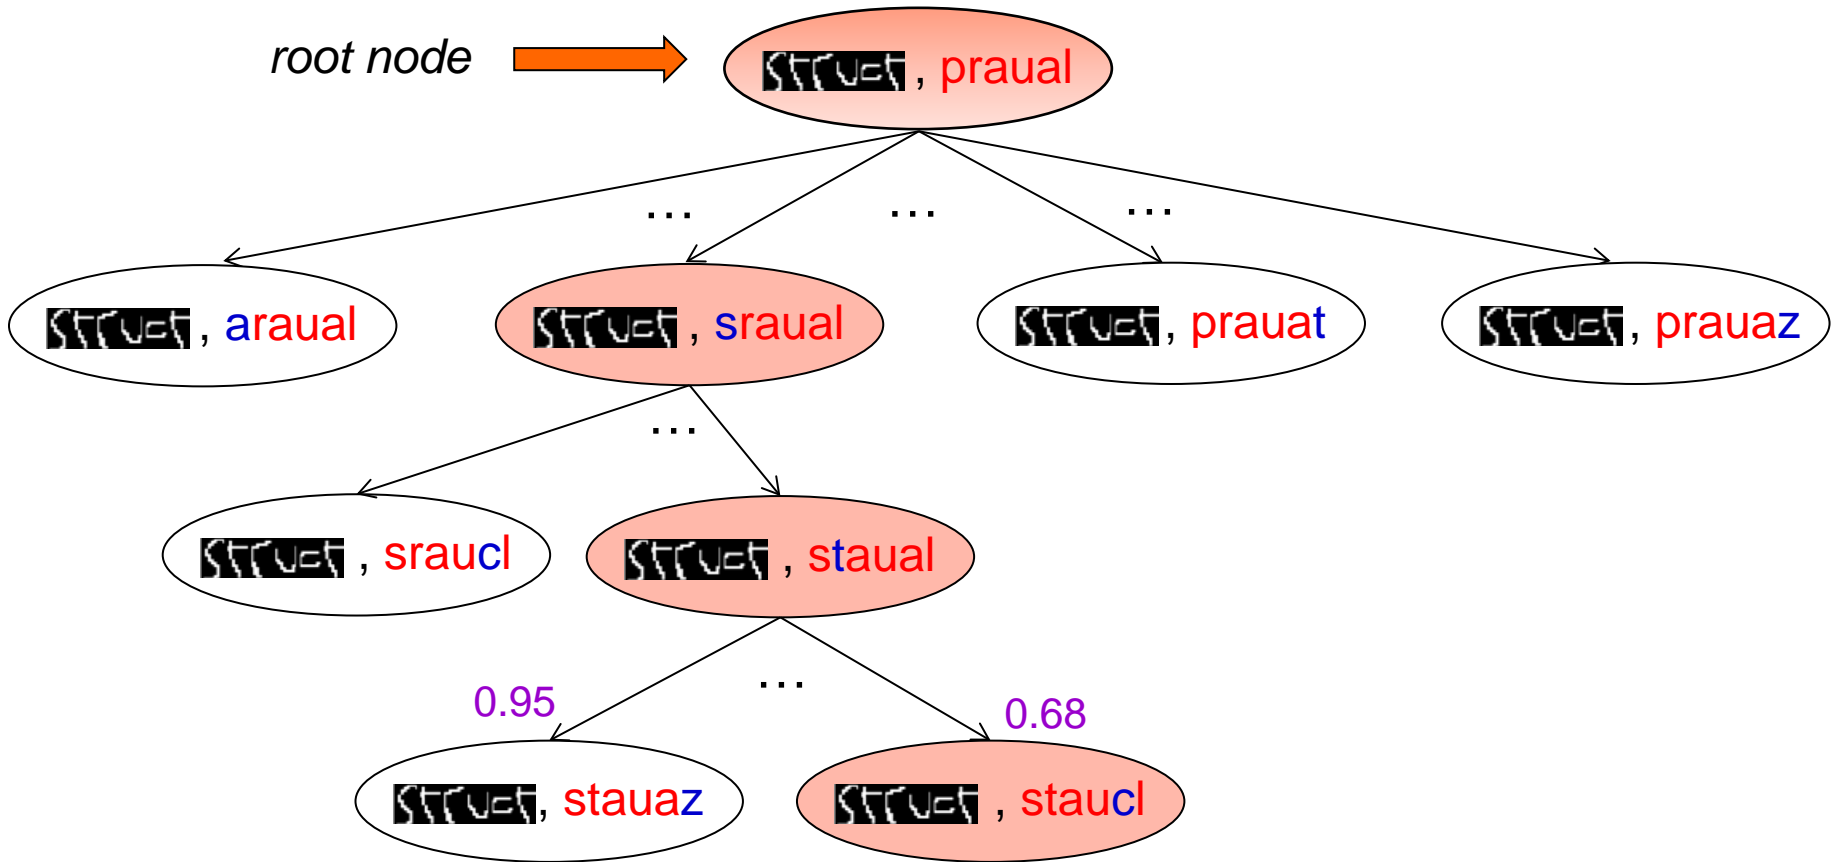 root node
Struct , praual
… … …
Struct , araual
Struct , sraual
Struct , prauat
Struct , prauaz
…
Struct , sraucl
Struct , staual
…
0.95
0.68
Struct , stauaz
Struct , staucl